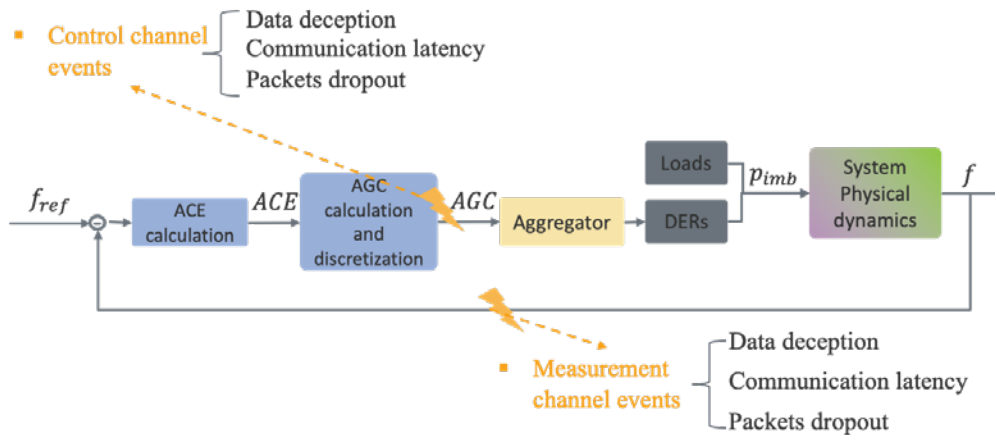 ▪ Control channel
events
Data deception
Communication latency
Packets dropout
f_ref
ACE
calculation
ACE
AGC
calculation
and
discretization
AGC
Aggregator
Loads
DERs
p_imb
System
Physical
dynamics
f
▪ Measurement
channel events
Data deception
Communication latency
Packets dropout